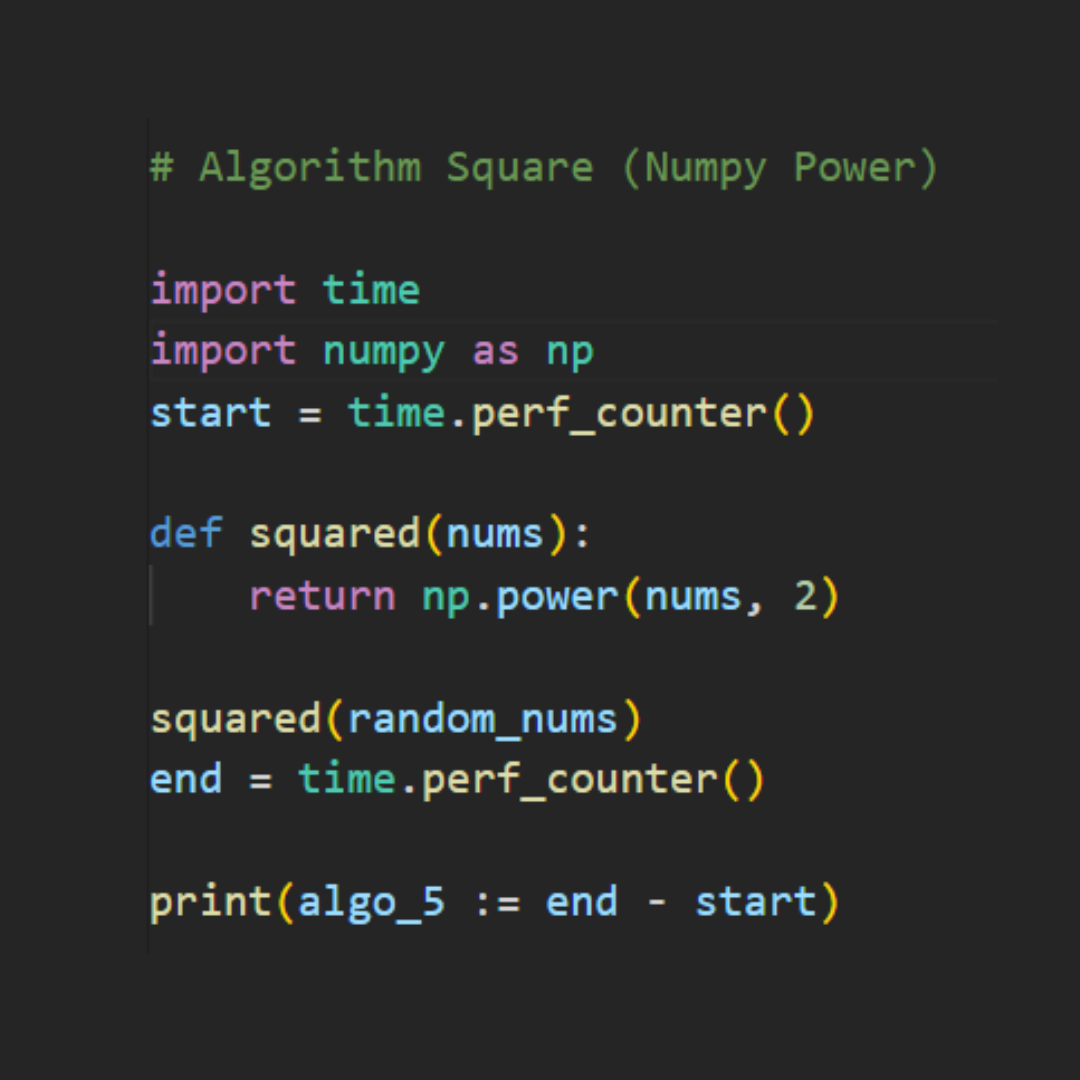 # Algorithm Square (Numpy Power)
import time
import numpy as np
start = time.perf_counter()
def squared(nums):
    return np.power(nums, 2)
squared(random_nums)
end = time.perf_counter()
print(algo_5 := end - start)